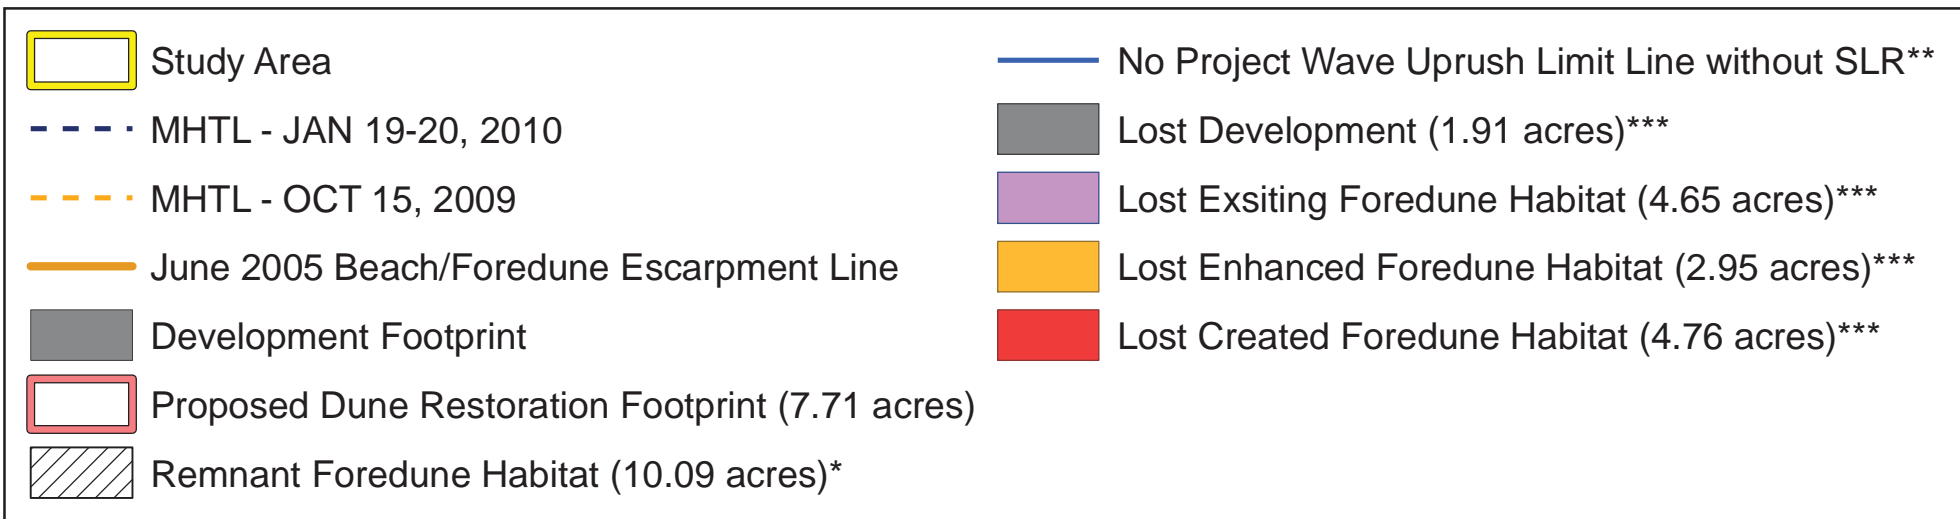 Study Area
MHTL - JAN 19-20, 2010
MHTL - OCT 15, 2009
June 2005 Beach/Foredune Escarpment Line
Development Footprint
Proposed Dune Restoration Footprint (7.71 acres)
Remnant Foredune Habitat (10.09 acres)*
No Project Wave Uprush Limit Line without SLR**
Lost Development (1.91 acres)***
Lost Exsiting Foredune Habitat (4.65 acres)***
Lost Enhanced Foredune Habitat (2.95 acres)***
Lost Created Foredune Habitat (4.76 acres)***